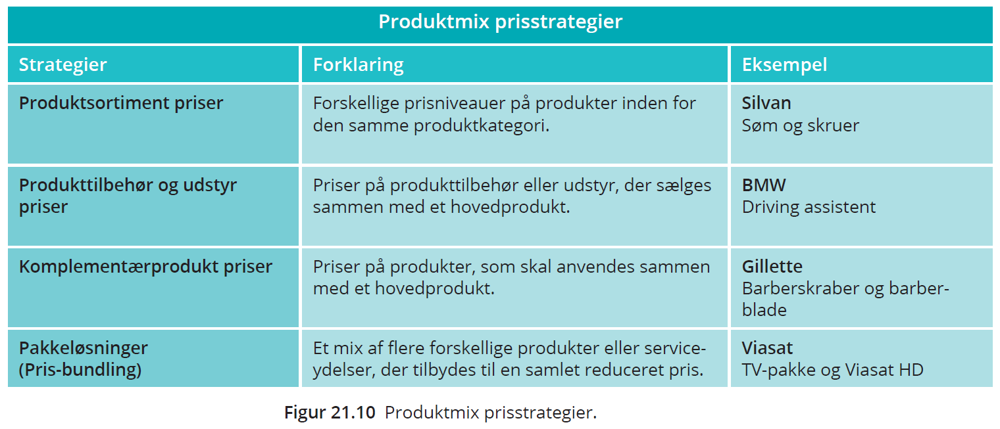 Produktmix prisstrategier
Strategier
Forklaring
Eksempel
Produktsortiment priser
Forskellige prisniveauer på produkter inden for
den samme produktkategori.
Silvan
Søm og skruer
Produkttilbehør og udstyr
priser
Priser på produkttilbehør eller udstyr, der sælges
sammen med et hovedprodukt.
BMW
Driving assistent
Komplementærprodukt priser
Priser på produkter, som skal anvendes sammen
med et hovedprodukt.
Gillette
Barberskraber og barber-
blade
Pakkeløsninger
(Pris-bundling)
Et mix af flere forskellige produkter eller service-
ydelser, der tilbydes til en samlet reduceret pris.
Viasat
TV-pakke og Viasat HD
Figur 21.10 Produktmix prisstrategier.